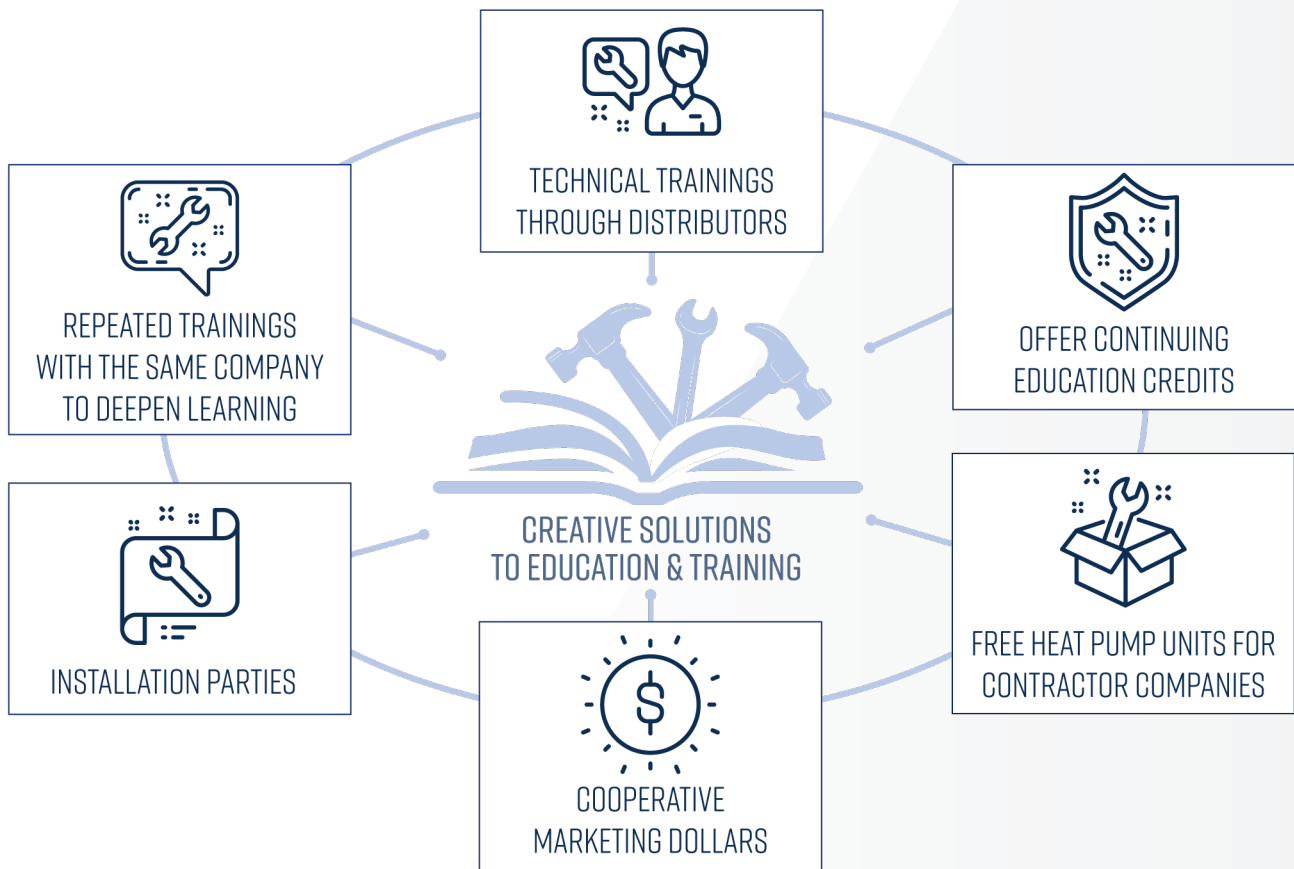 TECHNICAL TRAININGS
THROUGH DISTRIBUTORS
REPEATED TRAININGS
WITH THE SAME COMPANY
TO DEEPEN LEARNING
OFFER CONTINUING
EDUCATION CREDITS
CREATIVE SOLUTIONS
TO EDUCATION & TRAINING
INSTALLATION PARTIES
FREE HEAT PUMP UNITS FOR
CONTRACTOR COMPANIES
$
COOPERATIVE
MARKETING DOLLARS